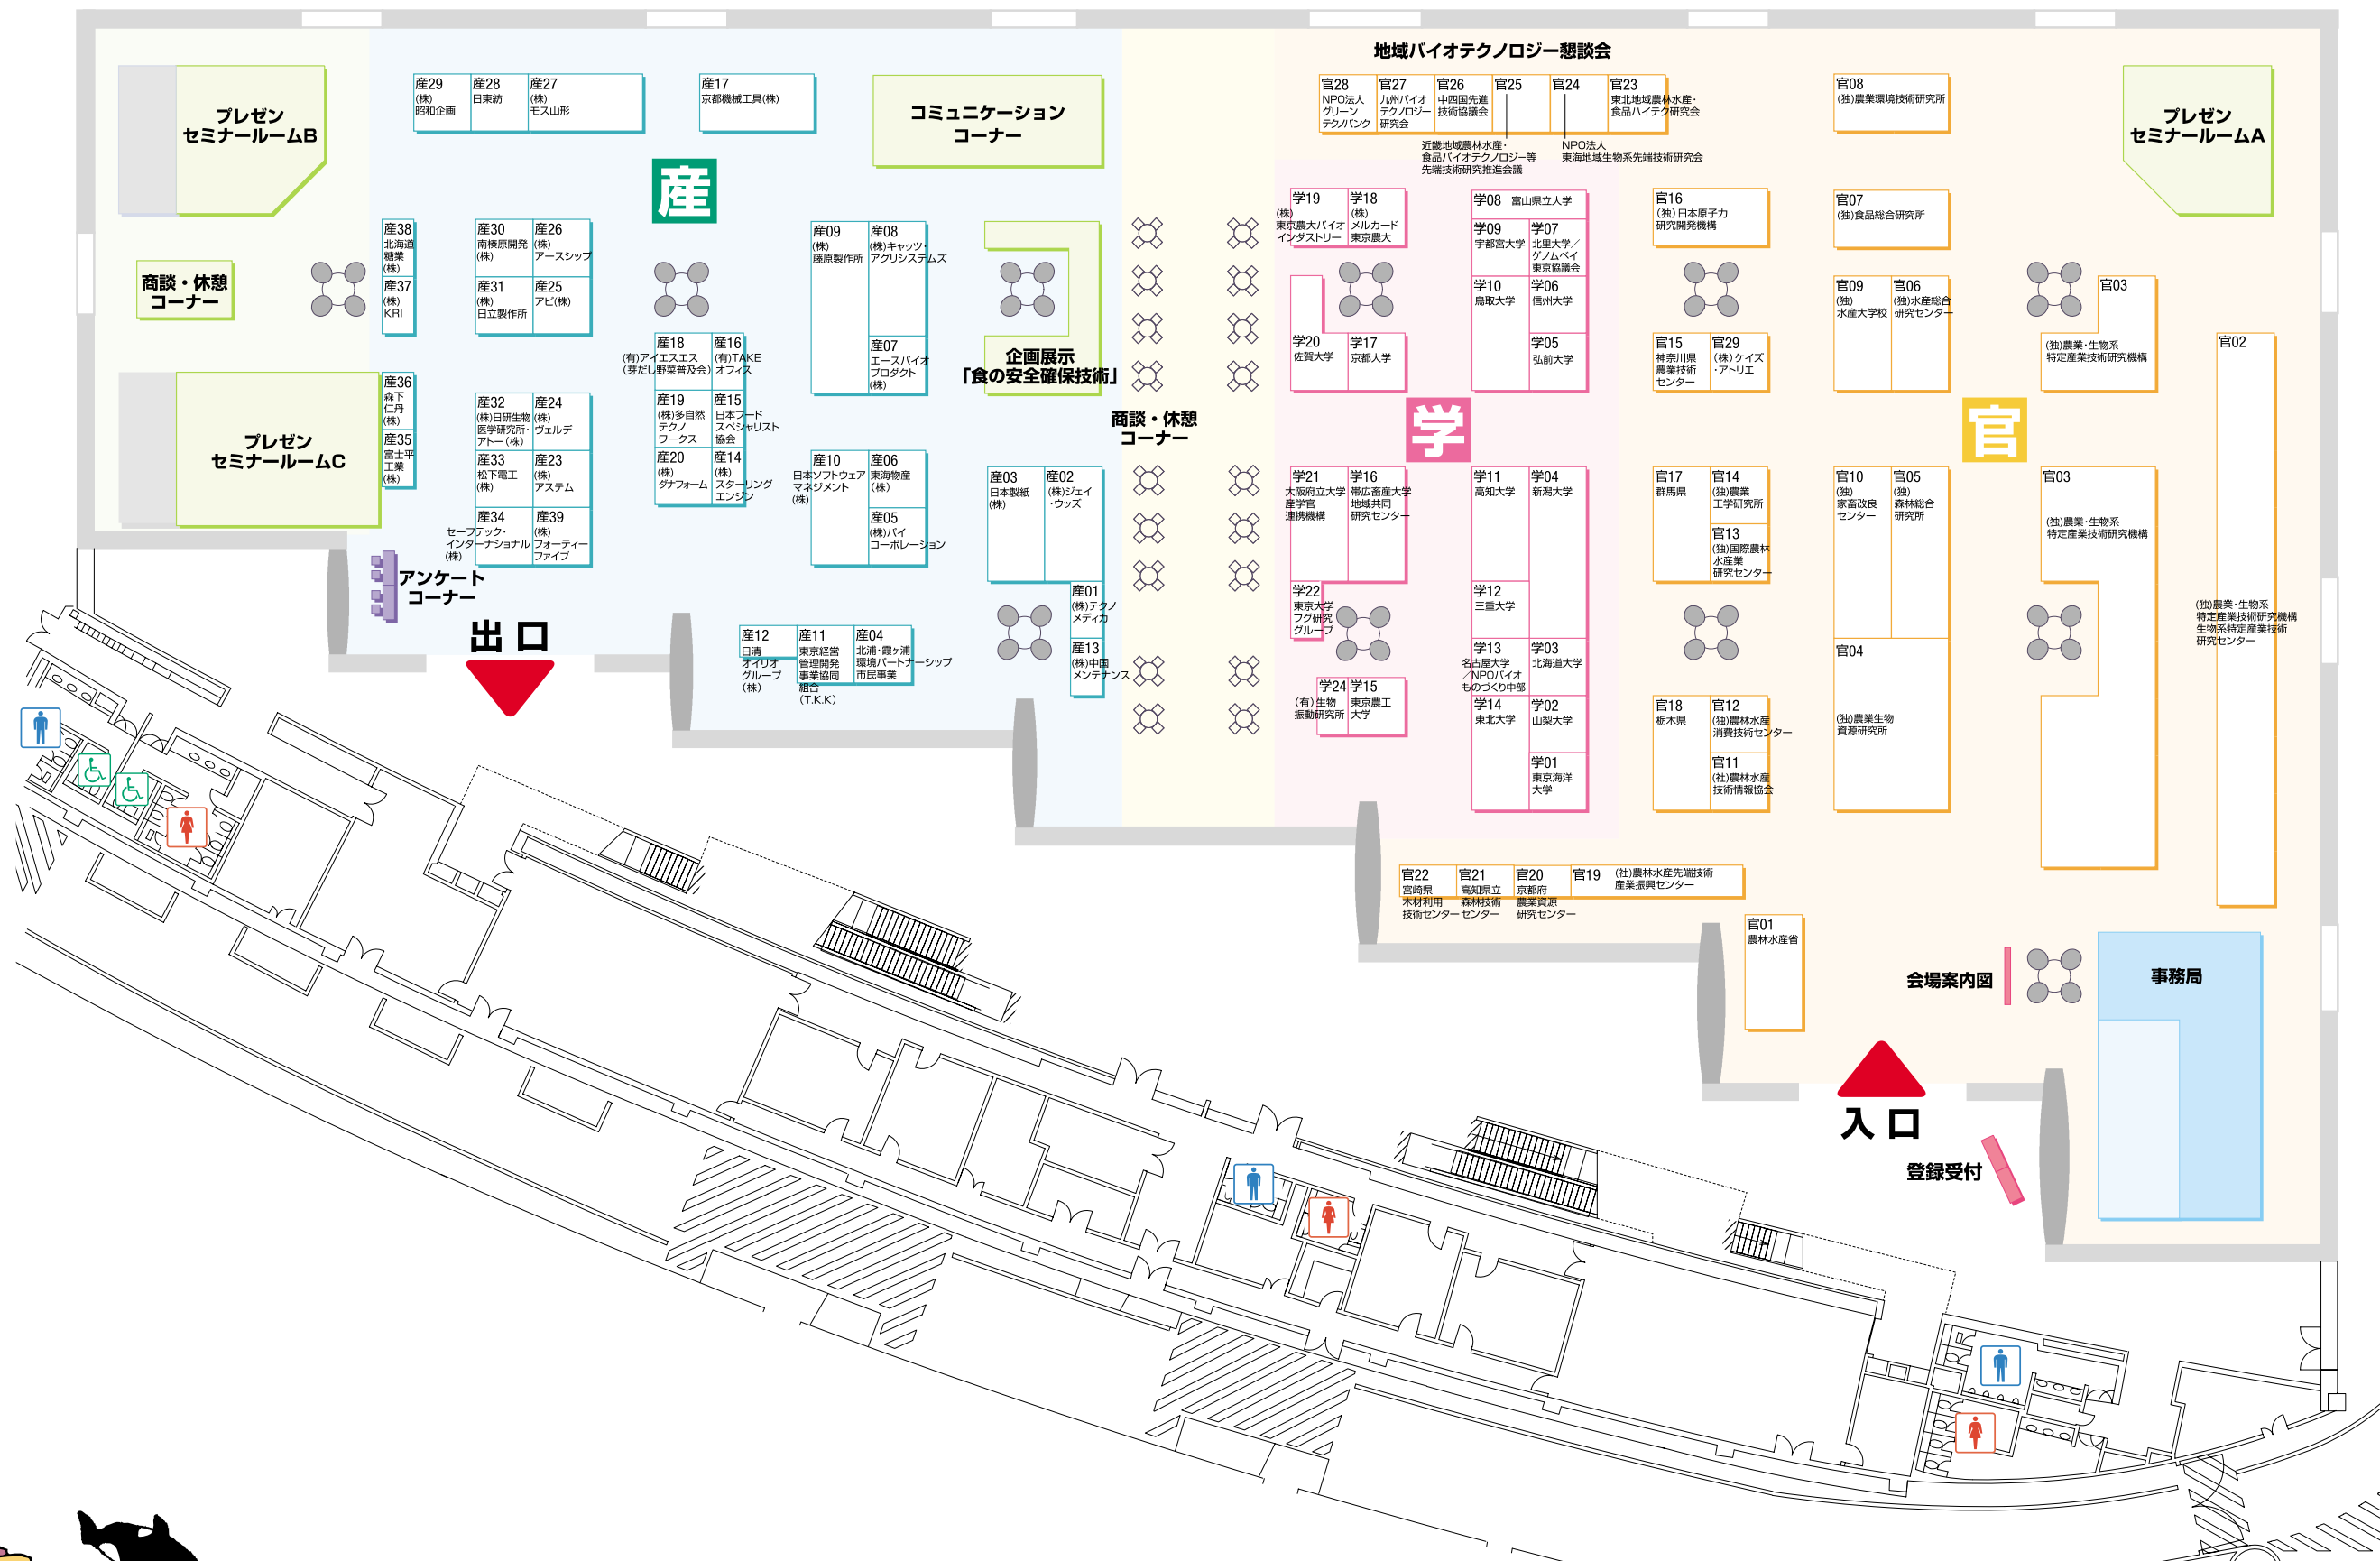 地域バイオテクノロジー懇談会
プレゼン
セミナールームB
産29
(株)
昭和企画
産28
日東紡
産27
(株)
モス山形
産17
京都機械工具(株)
コミュニケーション
コーナー
官28
NPO法人
グリーン
テクノバンク
官27
九州バイオ
テクノロジー
研究会
官26
中四国先進
技術協議会
官25
近畿地域農林水産・
食品バイオテクノロジー等
先端技術研究推進会議
官24
NPO法人
東海地域生物系先端技術研究会
官23
東北地域農林水産・
食品ハイテク研究会
官08
(独)農業環境技術研究所
プレゼン
セミナールームA
産
商談・休憩
コーナー
産38
北海道
糖業
(株)
産37
(株)
KRI
産30
南榛原開発
(株)
産26
(株)
アースシップ
産31
(株)
日立製作所
産25
アピ(株)
産09
(株)
藤原製作所
産08
(株)キャッツ・
アグリシステムズ
産07
エースバイオ
プロダクト
(株)
企画展示
「食の安全確保技術」
産18
(有)アイエスエス
(芽だし野菜普及会)
産16
(有)TAKE
オフィス
産19
(株)多自然
テクノ
ワークス
産15
日本フード
スペシャリスト
協会
産20
(株)
ダナフォーム
産14
(株)
スターリング
エンジン
プレゼン
セミナールームC
産36
森下
仁丹
(株)
産35
富士平
工業
(株)
産32
(株)日研生物
医学研究所・
アトー(株)
産24
(株)
ヴェルデ
産33
松下電工
(株)
産23
(株)
アステム
産34
セーフテック・
インターナショナル
(株)
産39
(株)
フォーティー
ファイブ
産10
日本ソフトウェア
マネジメント
(株)
産06
東海物産
(株)
産05
(株)バイ
コーポレーション
産03
日本製紙
(株)
産02
(株)ジェイ
・ウッズ
産01
(株)テクノ
メディカ
産13
(株)中国
メンテナンス
産12
日清
オイリオ
グループ
(株)
産11
東京経営
管理開発
事業協同
組合
(T.K.K)
産04
北浦・霞ヶ浦
環境パートナーシップ
市民事業
アンケート
コーナー
出口
商談・休憩
コーナー
学19
(株)
東京農大バイオ
インダストリー
学18
(株)
メルカード
東京農大
学08 富山県立大学
学09
宇都宮大学
学07
北里大学／
ゲノムベイ
東京協議会
学10
鳥取大学
学06
信州大学
学05
弘前大学
学20
佐賀大学
学17
京都大学
学
学21
大阪府立大学
産学官
連携機構
学16
帯広畜産大学
地域共同
研究センター
学11
高知大学
学04
新潟大学
学22
東京大学
フグ研究
グループ
学12
三重大学
学13
名古屋大学
／NPOバイオ
ものづくり中部
学03
北海道大学
学24
(有)生物
振動研究所
学15
東京農工
大学
学14
東北大学
学02
山梨大学
学01
東京海洋
大学
官16
(独)日本原子力
研究開発機構
官07
(独)食品総合研究所
官09
(独)
水産大学校
官06
(独)水産総合
研究センター
官03
(独)農業・生物系
特定産業技術研究機構
官15
神奈川県
農業技術
センター
官29
(株)ケイズ
・アトリエ
官02
(独)農業・生物系
特定産業技術研究機構
生物系特定産業技術
研究センター
官
官17
群馬県
官14
(独)農業
工学研究所
官13
(独)国際農林
水産業
研究センター
官10
(独)
家畜改良
センター
官05
(独)
森林総合
研究所
官03
(独)農業・生物系
特定産業技術研究機構
官04
(独)農業生物
資源研究所
官18
栃木県
官12
(独)農林水産
消費技術センター
官11
(社)農林水産
技術情報協会
官22
宮崎県
木材利用
技術センター
官21
高知県立
森林技術
センター
官20
京都府
農業資源
研究センター
官19 (社)農林水産先端技術
産業振興センター
官01
農林水産省
会場案内図
事務局
入口
登録受付